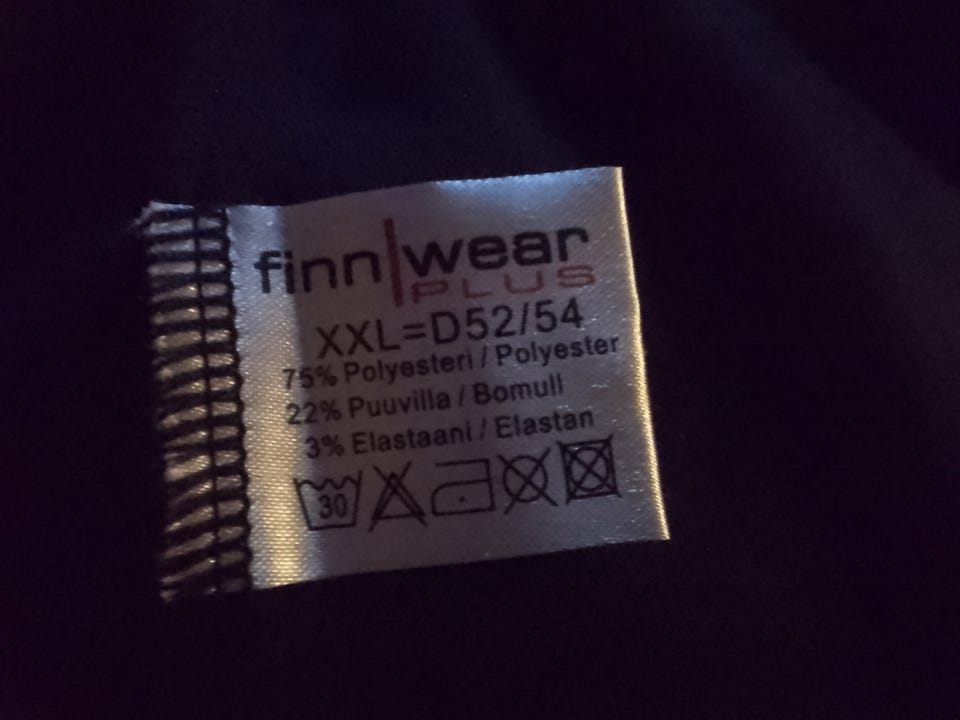 finn|wear
PLUS
XXL=D52/54
75% Polyesteri / Polyester
22% Puuvilla / Bomull
3% Elastaani / Elastan
30